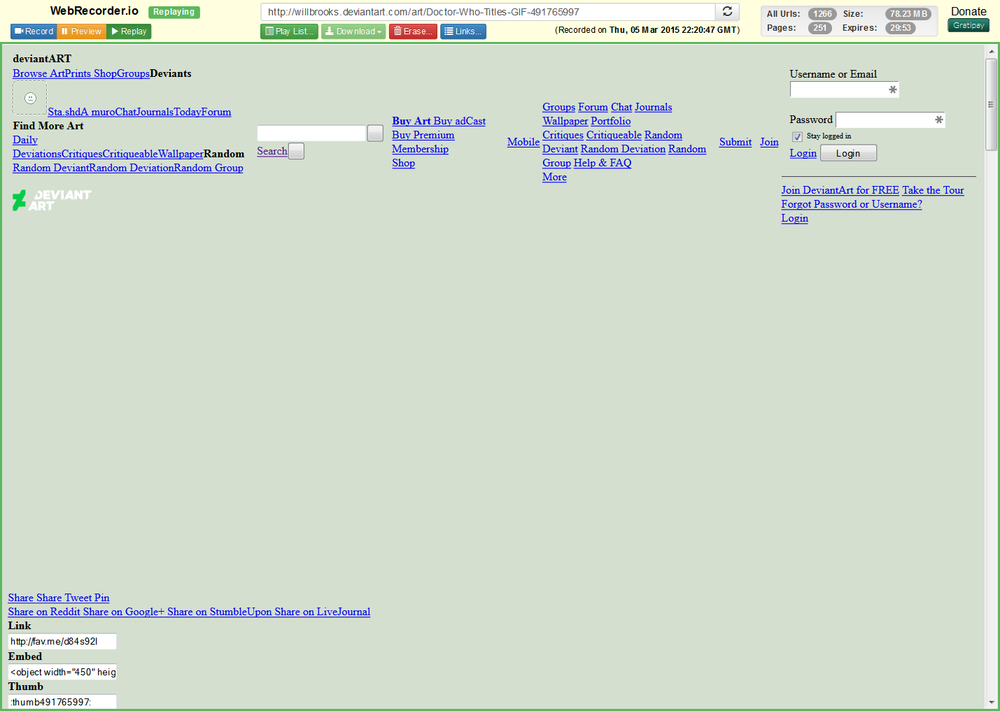 WebRecorder.io Replaying
http://willbrooks.deviantart.com/art/Doctor-Who-Titles-GIF-491765997
All Urls: 1266 Size: 78.23 MB
Pages: 251 Expires: 29:53
Donate
Gratipay
Record Preview Replay
Play List... Download Erase... Links...
(Recorded on Thu, 05 Mar 2015 22:20:47 GMT)
deviantART
Browse ArtPrints ShopGroupsDeviants
Sta.shdA muroChatJournalsTodayForum
Find More Art
Daily
DeviationsCritiquesCritiqueableWallpaperRandom
Random DeviantRandom DeviationRandom Group
Search
Buy Art Buy adCast
Buy Premium
Membership
Shop
Mobile
Groups Forum Chat Journals
Wallpaper Portfolio
Critiques Critiqueable Random
Deviant Random Deviation Random
Group Help & FAQ
More
Submit
Join
Username or Email
Password
Stay logged in
Login Login
Join DeviantArt for FREE Take the Tour
Forgot Password or Username?
Login
DEVIANT
ART
Share Share Tweet Pin
Share on Reddit Share on Google+ Share on StumbleUpon Share on LiveJournal
Link
http://fav.me/d84s92l
Embed
<object width="450" heig
Thumb
:thumb491765997: